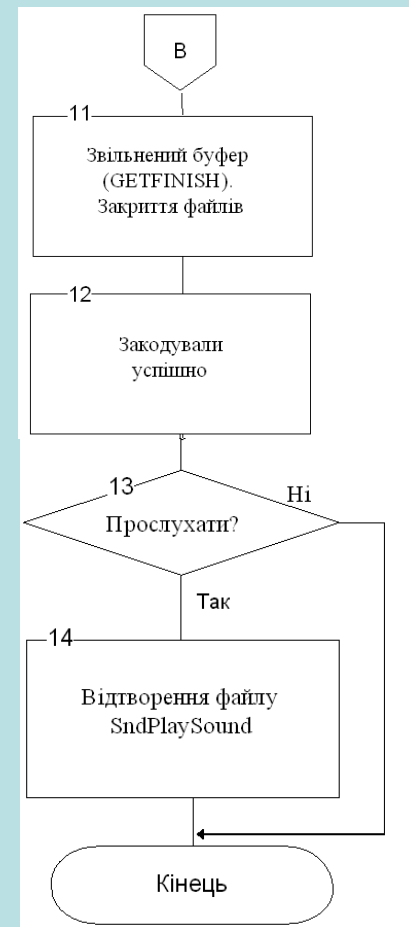 В
11
Звільнений буфер
(GETFINISH).
Закриття файлів
12
Закодували
успішно
13
Ні
Прослухати?
Так
14
Відтворення файлу
SndPlaySound
Кінець